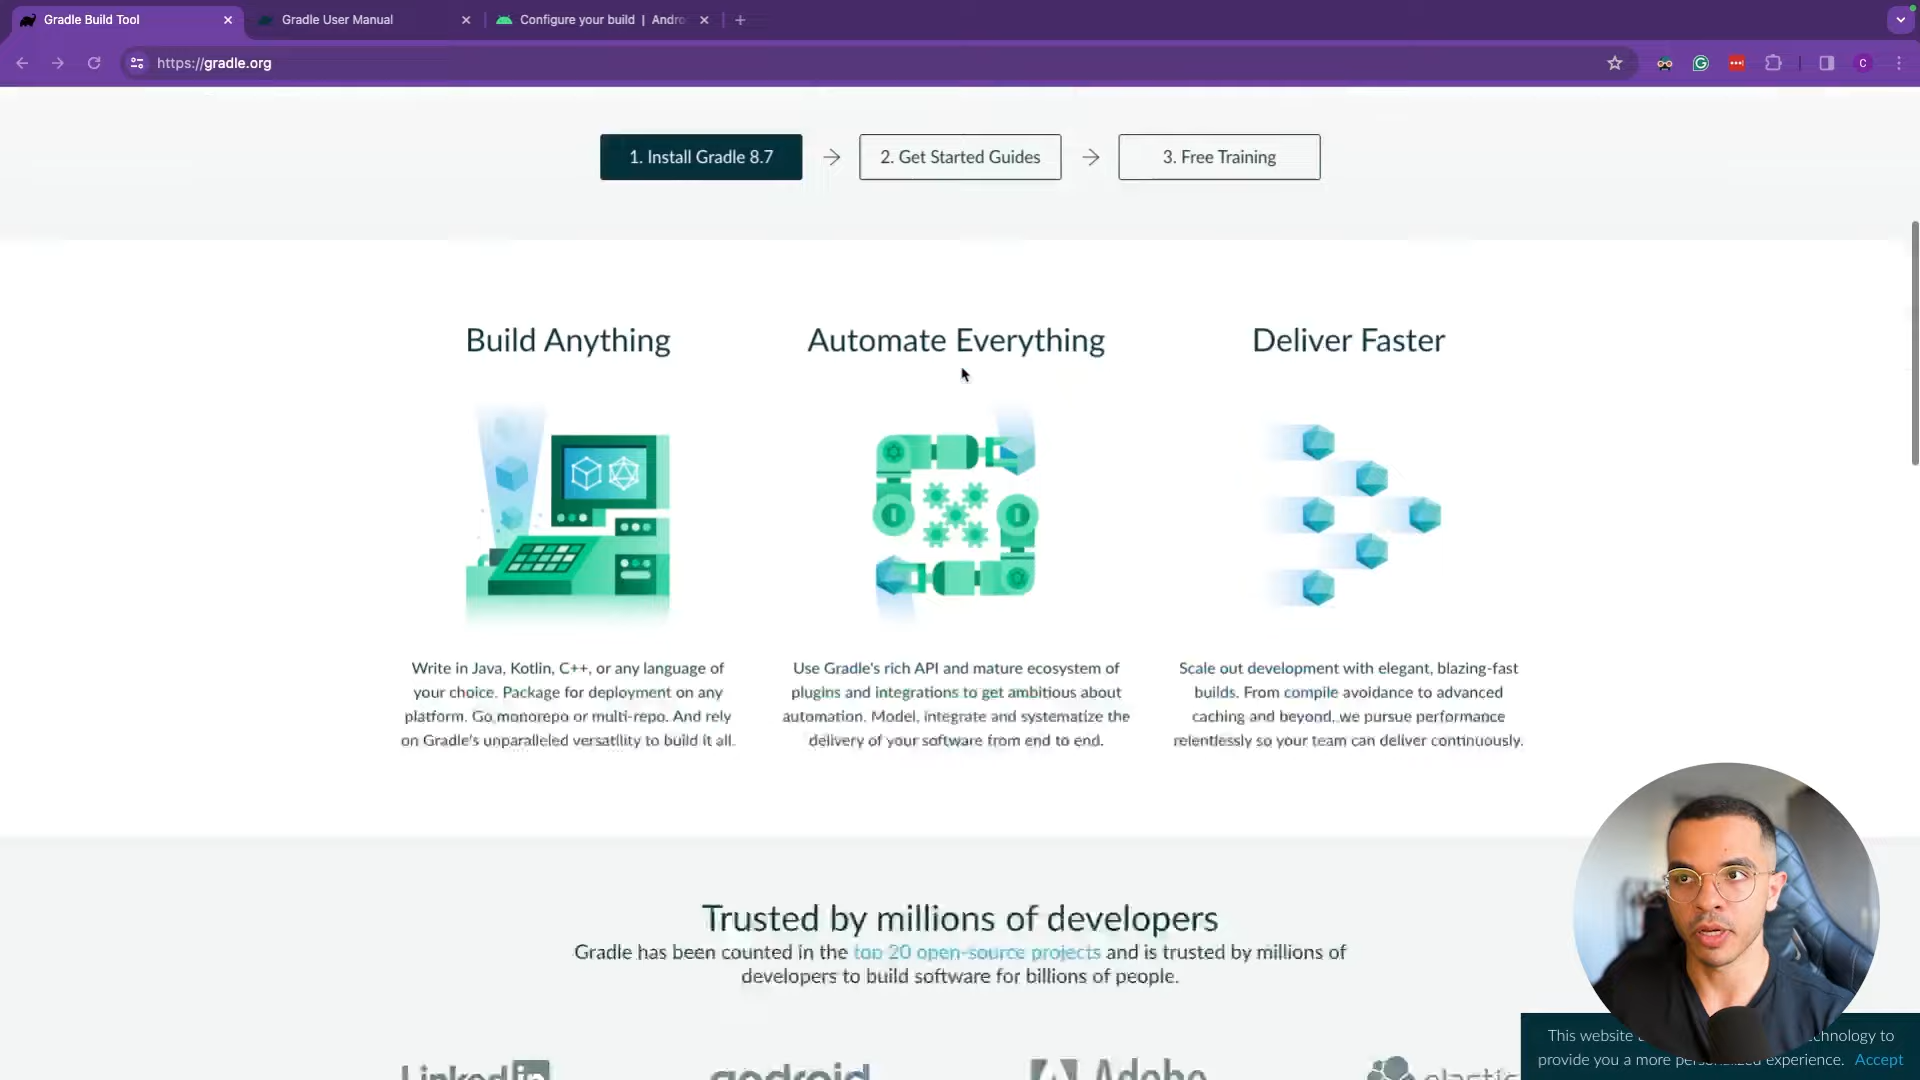 Gradle Build Tool
Gradle User Manual
Configure your build | Andro
https://gradle.org
C
1. Install Gradle 8.7
2. Get Started Guides
3. Free Training
Build Anything
Automate Everything
Deliver Faster
Write in Java, Kotlin, C++, or any language of
your choice. Package for deployment on any
platform. Go monorepo or multi-repo. And rely
on Gradle's unparalleled versatility to build it all.
Use Gradle's rich API and mature ecosystem of
plugins and integrations to get ambitious about
automation. Model, integrate and systematize the
delivery of your software from end to end.
Scale out development with elegant, blazing-fast
builds. From compile avoidance to advanced
caching and beyond, we pursue performance
relentlessly so your team can deliver continuously.
Trusted by millions of developers
Gradle has been counted in the top 20 open-source projects and is trusted by millions of
developers to build software for billions of people.
LinkedIn
android
Adobe
elastic
This website
chnology to
provide you a more personalized experience. Accept